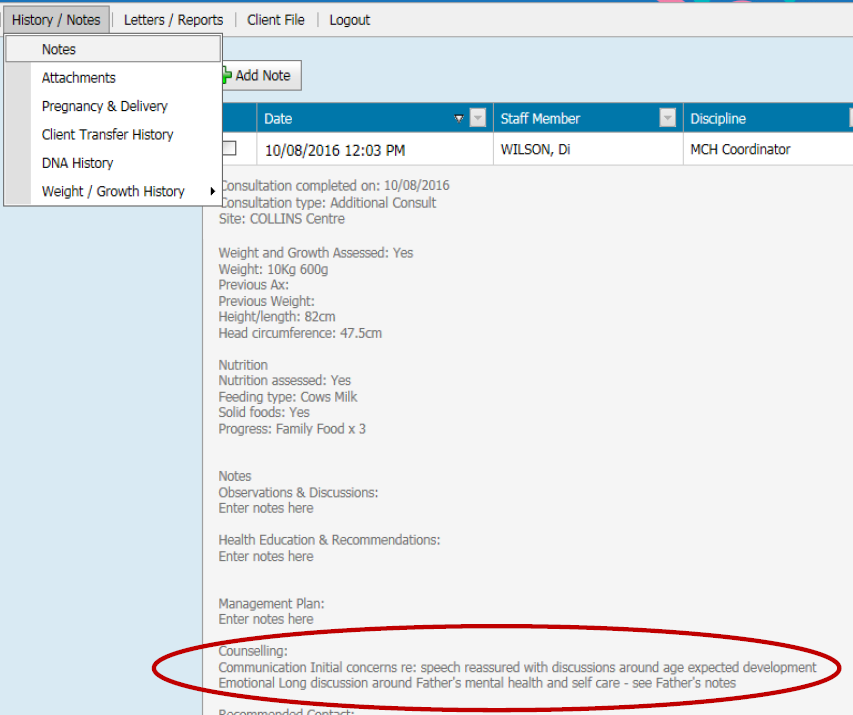 History / Notes Letters / Reports Client File Logout
Notes
Attachments
Pregnancy & Delivery
Client Transfer History
DNA History
Weight / Growth History
Add Note
Date Staff Member Discipline
10/08/2016 12:03 PM WILSON, Di MCH Coordinator
Consultation completed on: 10/08/2016
Consultation type: Additional Consult
Site: COLLINS Centre
Weight and Growth Assessed: Yes
Weight: 10Kg 600g
Previous Ax:
Previous Weight:
Height/length: 82cm
Head circumference: 47.5cm
Nutrition
Nutrition assessed: Yes
Feeding type: Cows Milk
Solid foods: Yes
Progress: Family Food x 3
Notes
Observations & Discussions:
Enter notes here
Health Education & Recommendations:
Enter notes here
Management Plan:
Enter notes here
Counselling:
Communication Initial concerns re: speech reassured with discussions around age expected development
Emotional Long discussion around Father's mental health and self care - see Father's notes
Recommended Contact: